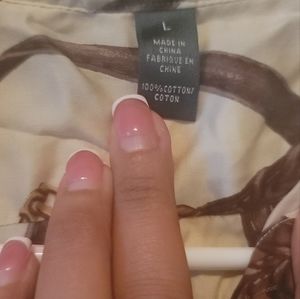 L
MADE IN
CHINA
FABRIQUE EN
CHINE
100%COTTON/
COTON